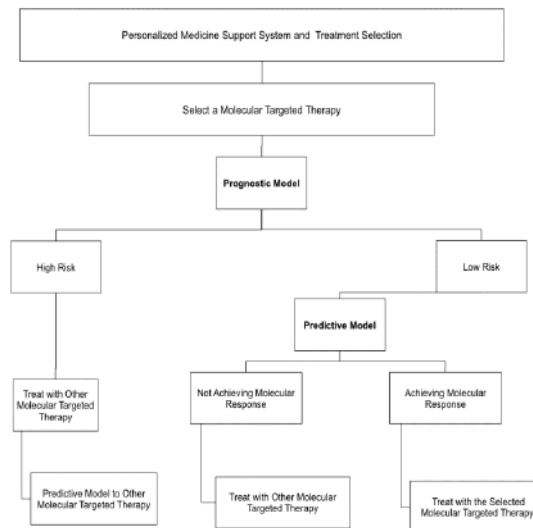 Personalized Medicine Support System and Treatment Selection
Select a Molecular Targeted Therapy
Prognostic Model
High Risk
Low Risk
Predictive Model
Treat with Other
Molecular Targeted
Therapy
Not Achieving Molecular
Response
Achieving Molecular
Response
Predictive Model to Other
Molecular Targeted Therapy
Treat with Other Molecular
Targeted Therapy
Treat with the Selected
Molecular Targeted Therapy